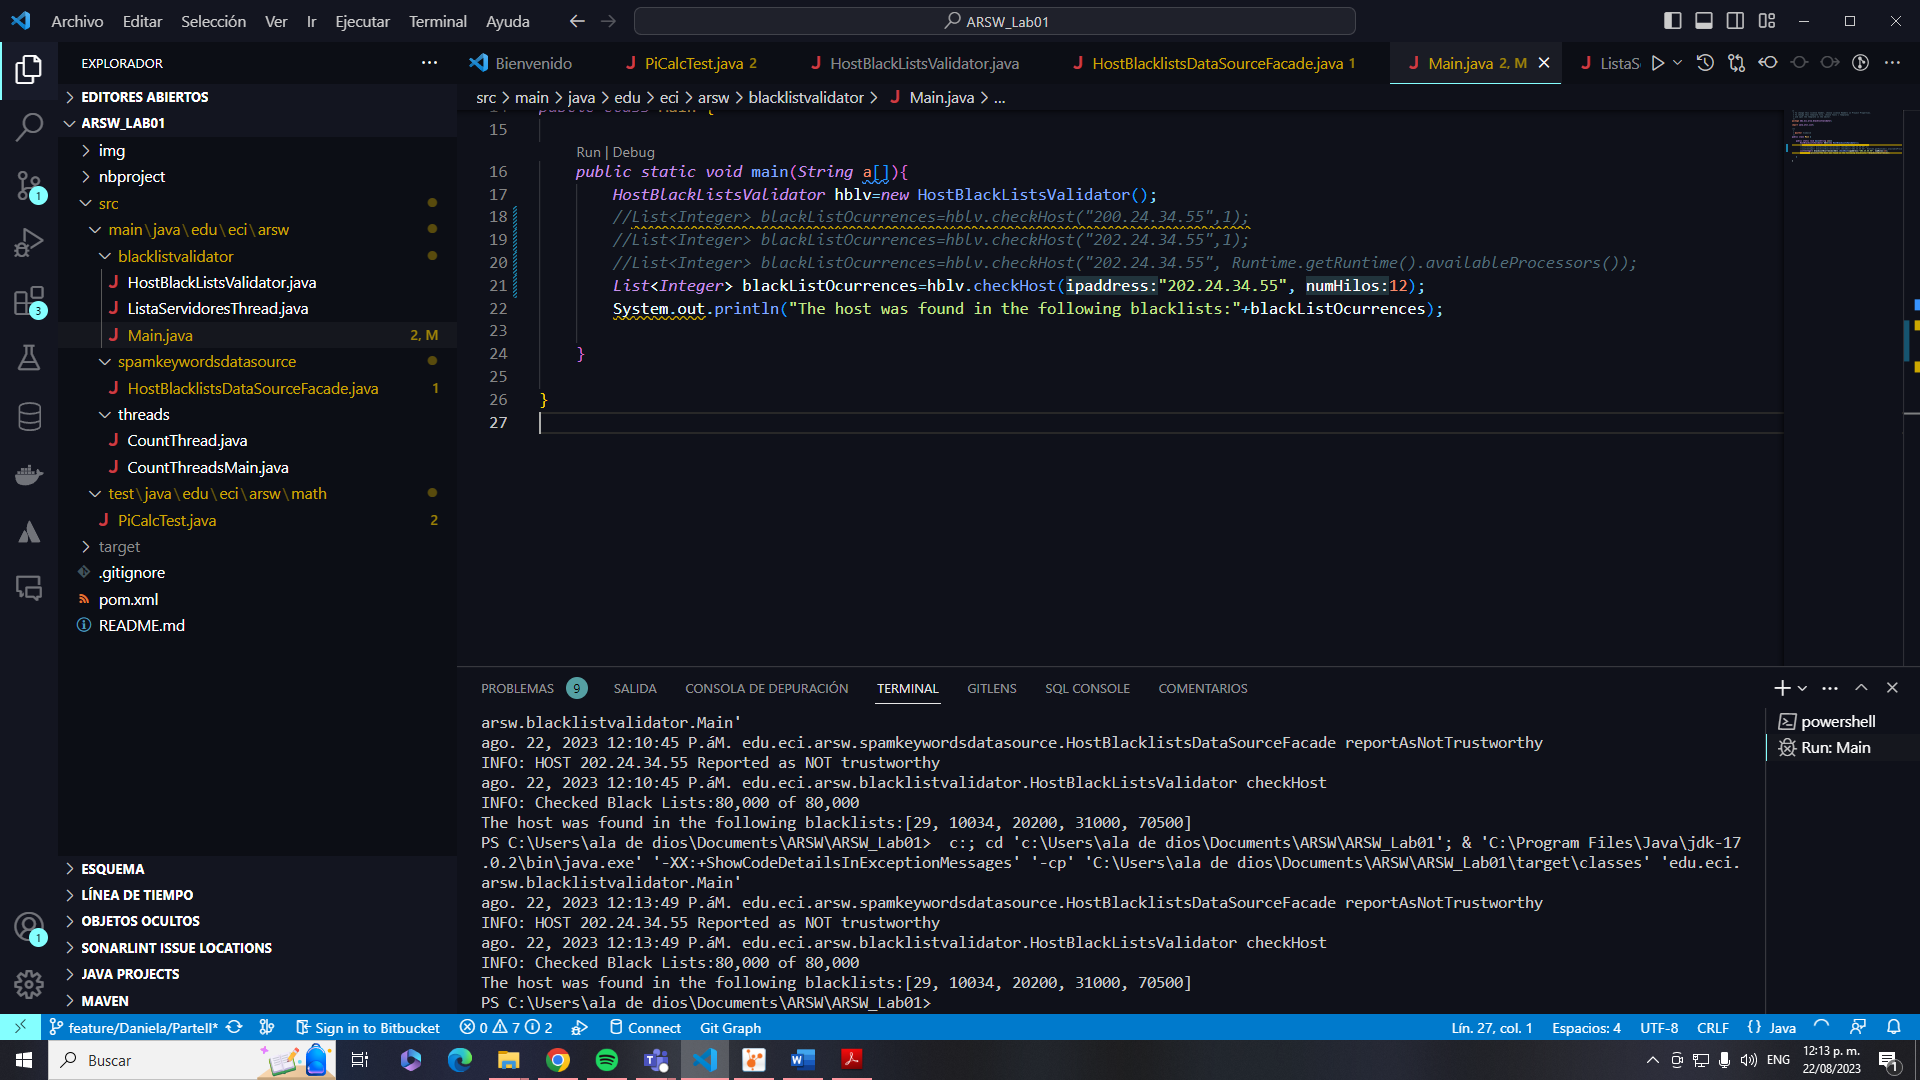 Archivo Editar Selección Ver Ir Ejecutar Terminal Ayuda
ARSW_Lab01
EXPLORADOR
EDITORES ABIERTOS
ARSW_LAB01
img
nbproject
src
main\java\edu\eci\arsw
blacklistvalidator
HostBlackListsValidator.java
ListaServidoresThread.java
Main.java 2, M
spamkeywordsdatasource
HostBlacklistsDataSourceFacade.java 1
threads
CountThread.java
CountThreadsMain.java
test\java\edu\eci\arsw\math
PiCalcTest.java 2
target
.gitignore
pom.xml
README.md
ESQUEMA
LÍNEA DE TIEMPO
OBJETOS OCULTOS
SONARLINT ISSUE LOCATIONS
JAVA PROJECTS
MAVEN
1
3
1
Bienvenido
PiCalcTest.java 2
HostBlackListsValidator.java
HostBlacklistsDataSourceFacade.java 1
Main.java 2, M
ListaS
src > main > java > edu > eci > arsw > blacklistvalidator > Main.java > ...
15
Run | Debug
16 public static void main(String a[]){
17 HostBlackListsValidator hblv=new HostBlackListsValidator();
18 //List<Integer> blackListOcurrences=hblv.checkHost("200.24.34.55",1);
19 //List<Integer> blackListOcurrences=hblv.checkHost("202.24.34.55",1);
20 //List<Integer> blackListOcurrences=hblv.checkHost("202.24.34.55", Runtime.getRuntime().availableProcessors());
21 List<Integer> blackListOcurrences=hblv.checkHost(ipaddress:"202.24.34.55", numHilos:12);
22 System.out.println("The host was found in the following blacklists:"+blackListOcurrences);
23
24 }
25
26 }
27
PROBLEMAS 9 SALIDA CONSOLA DE DEPURACIÓN TERMINAL GITLENS SQL CONSOLE COMENTARIOS
powershell
Run: Main
arsw.blacklistvalidator.Main'
ago. 22, 2023 12:10:45 P.áM. edu.eci.arsw.spamkeywordsdatasource.HostBlacklistsDataSourceFacade reportAsNotTrustworthy
INFO: HOST 202.24.34.55 Reported as NOT trustworthy
ago. 22, 2023 12:10:45 P.áM. edu.eci.arsw.blacklistvalidator.HostBlackListsValidator checkHost
INFO: Checked Black Lists:80,000 of 80,000
The host was found in the following blacklists:[29, 10034, 20200, 31000, 70500]
PS C:\Users\ala de dios\Documents\ARSW\ARSW_Lab01> c:; cd 'c:\Users\ala de dios\Documents\ARSW\ARSW_Lab01'; & 'C:\Program Files\Java\jdk-17
.0.2\bin\java.exe' '-XX:+ShowCodeDetailsInExceptionMessages' '-cp' 'C:\Users\ala de dios\Documents\ARSW\ARSW_Lab01\target\classes' 'edu.eci.
arsw.blacklistvalidator.Main'
ago. 22, 2023 12:13:49 P.áM. edu.eci.arsw.spamkeywordsdatasource.HostBlacklistsDataSourceFacade reportAsNotTrustworthy
INFO: HOST 202.24.34.55 Reported as NOT trustworthy
ago. 22, 2023 12:13:49 P.áM. edu.eci.arsw.blacklistvalidator.HostBlackListsValidator checkHost
INFO: Checked Black Lists:80,000 of 80,000
The host was found in the following blacklists:[29, 10034, 20200, 31000, 70500]
PS C:\Users\ala de dios\Documents\ARSW\ARSW_Lab01>
feature/Daniela/PartelI* Sign in to Bitbucket 0 7 2 Connect Git Graph Lín. 27, col. 1 Espacios: 4 UTF-8 CRLF {} Java
Buscar
ENG
12:13 p. m.
22/08/2023
1